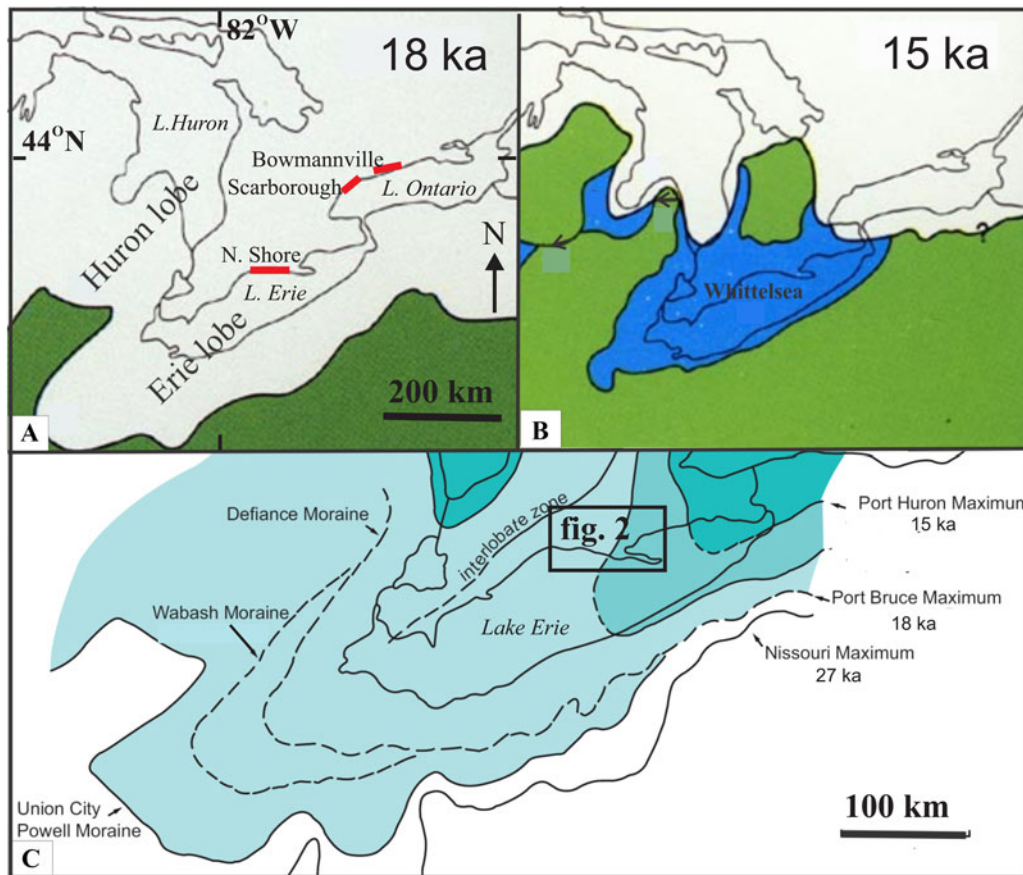 82°W
18 ka
L.Huron
44°N
Bowmannville
Scarborough
L. Ontario
Huron lobe
N. Shore
L. Erie
N
Erie lobe
200 km
A
15 ka
?
Whittelsea
B
Defiance Moraine
interlobate zone
fig. 2
Port Huron Maximum
15 ka
Wabash Moraine
Lake Erie
Port Bruce Maximum
18 ka
Nissouri Maximum
27 ka
Union City
Powell Moraine
100 km
C